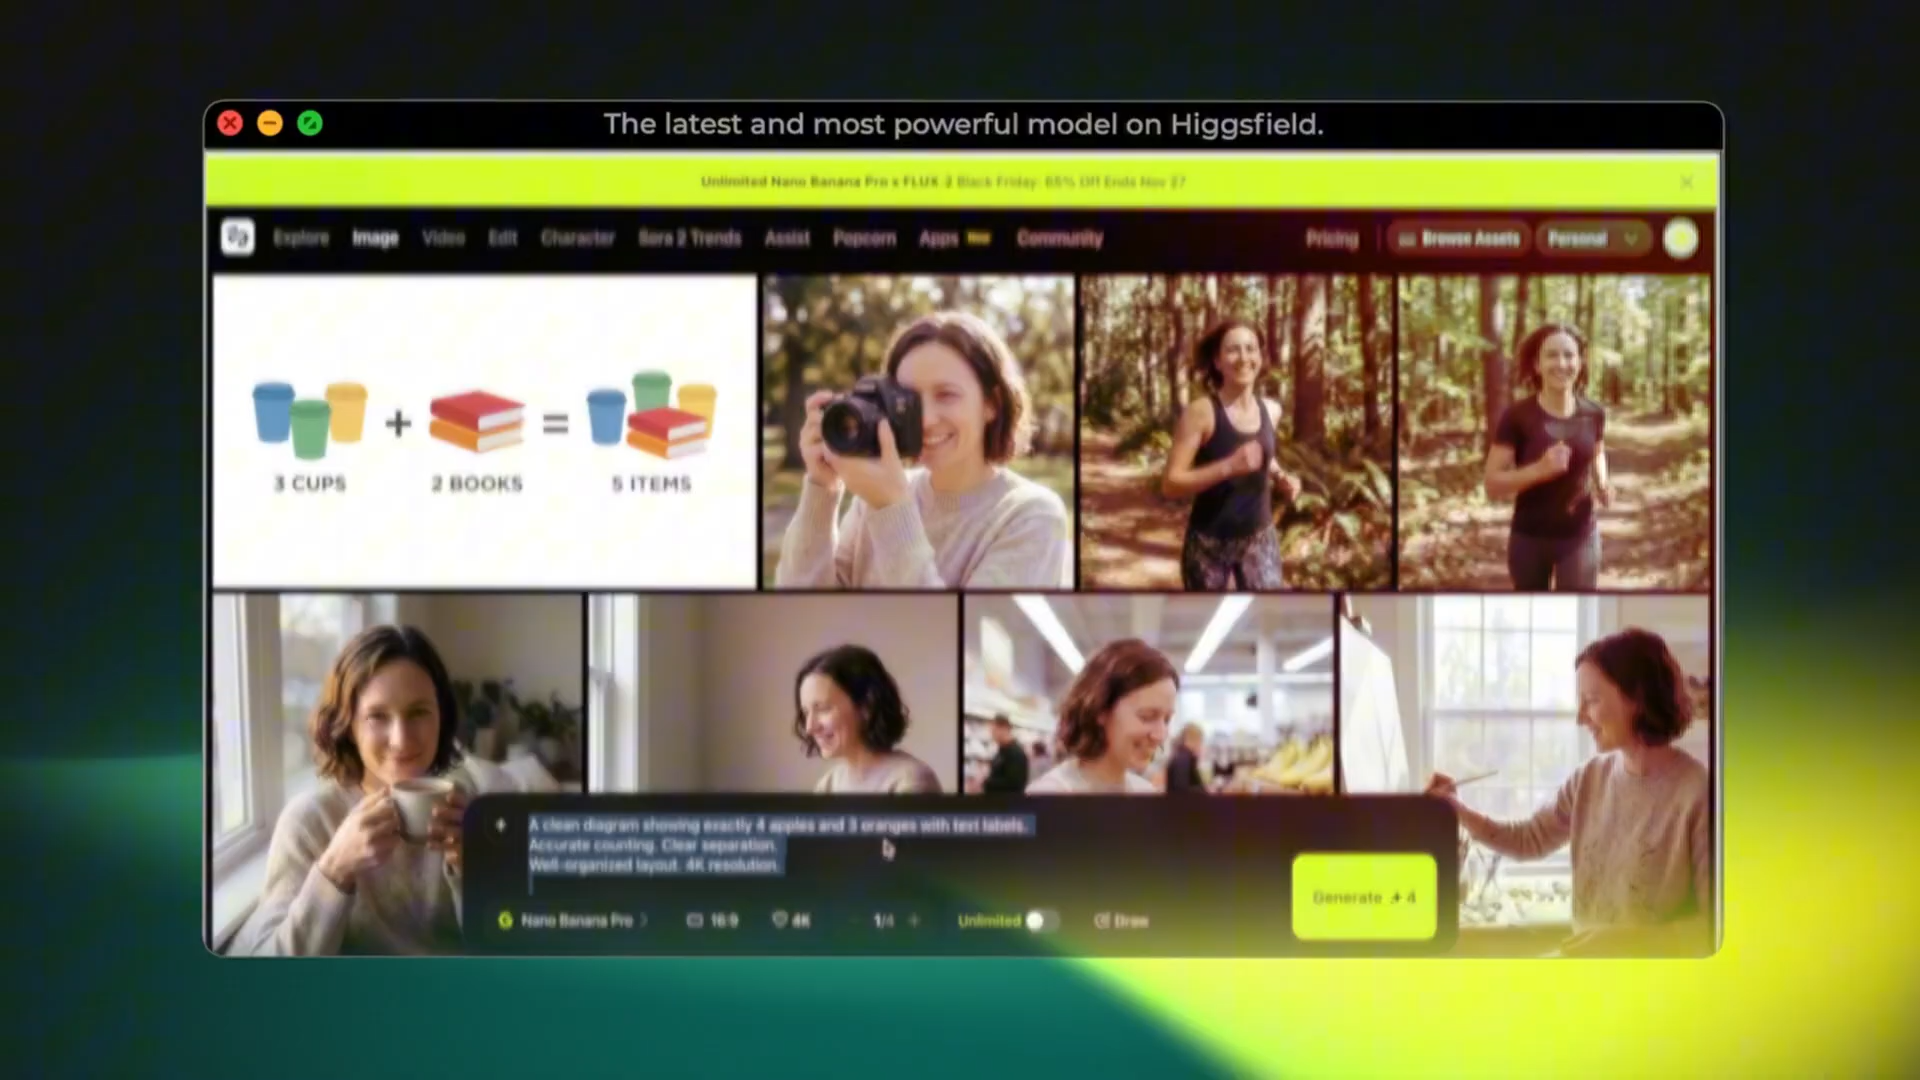 The latest and most powerful model on Higgsfield.
Unlimited Nano Banana Pro x FLUX 2 Black Friday: 65% Off Ends Nov 27
Explore Image Video Edit Character Sora 2 Trends Assist Popcorn Apps New Community Pricing Browse Assets Personal
+ =
3 CUPS 2 BOOKS 5 ITEMS
A clean diagram showing exactly 4 apples and 3 oranges with text labels.
Accurate counting. Clear separation.
Well-organized layout. 4K resolution.
G Nano Banana Pro 16:9 4K - 1/4 + Unlimited Draw
Generate 4